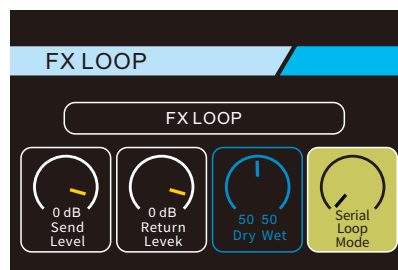 FX LOOP
FX LOOP
0 dB
Send
Level
0 dB
Return
Levek
50 50
Dry Wet
Serial
Loop
Mode